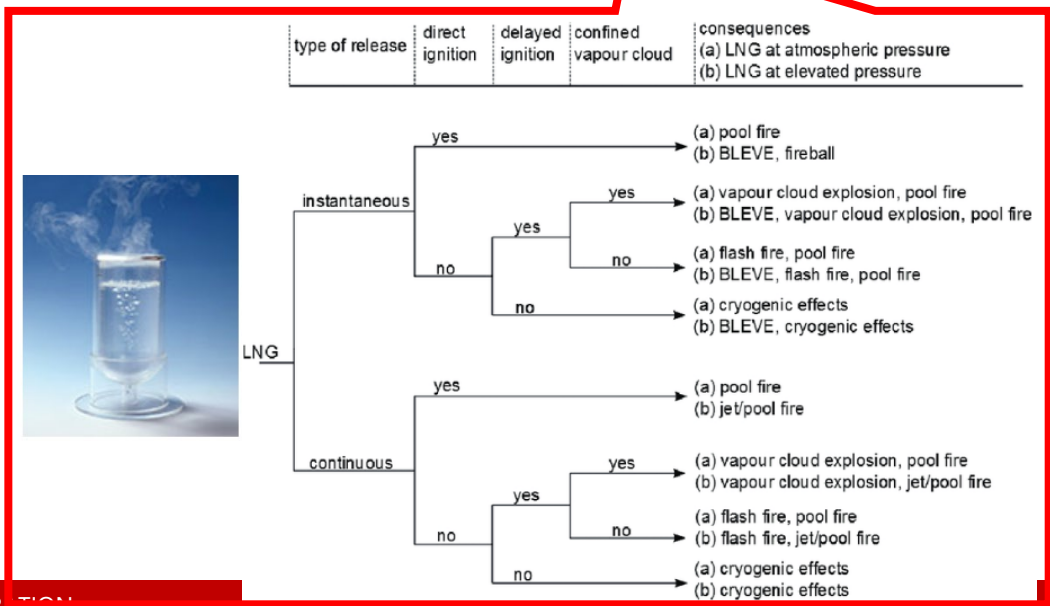 type of release
direct
ignition
delayed
ignition
confined
vapour cloud
consequences
(a) LNG at atmospheric pressure
(b) LNG at elevated pressure
yes
(a) pool fire
(b) BLEVE, fireball
instantaneous
yes
(a) vapour cloud explosion, pool fire
(b) BLEVE, vapour cloud explosion, pool fire
yes
no
(a) flash fire, pool fire
(b) BLEVE, flash fire, pool fire
no
no
(a) cryogenic effects
(b) BLEVE, cryogenic effects
LNG
yes
(a) pool fire
(b) jet/pool fire
continuous
yes
(a) vapour cloud explosion, pool fire
(b) vapour cloud explosion, jet/pool fire
yes
no
(a) flash fire, pool fire
(b) flash fire, jet/pool fire
no
no
(a) cryogenic effects
(b) cryogenic effects